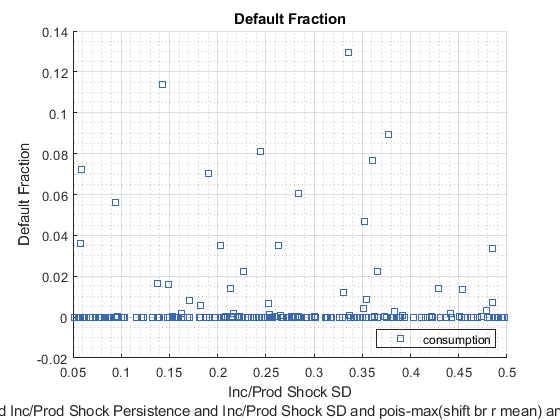 Default Fraction
0.14
0.12
0.1
0.08
0.06
0.04
0.02
0
-0.02
Default Fraction
consumption
0.05 0.1 0.15 0.2 0.25 0.3 0.35 0.4 0.45 0.5
Inc/Prod Shock SD
d Inc/Prod Shock Persistence and Inc/Prod Shock SD and pois-max(shift br r mean) ar